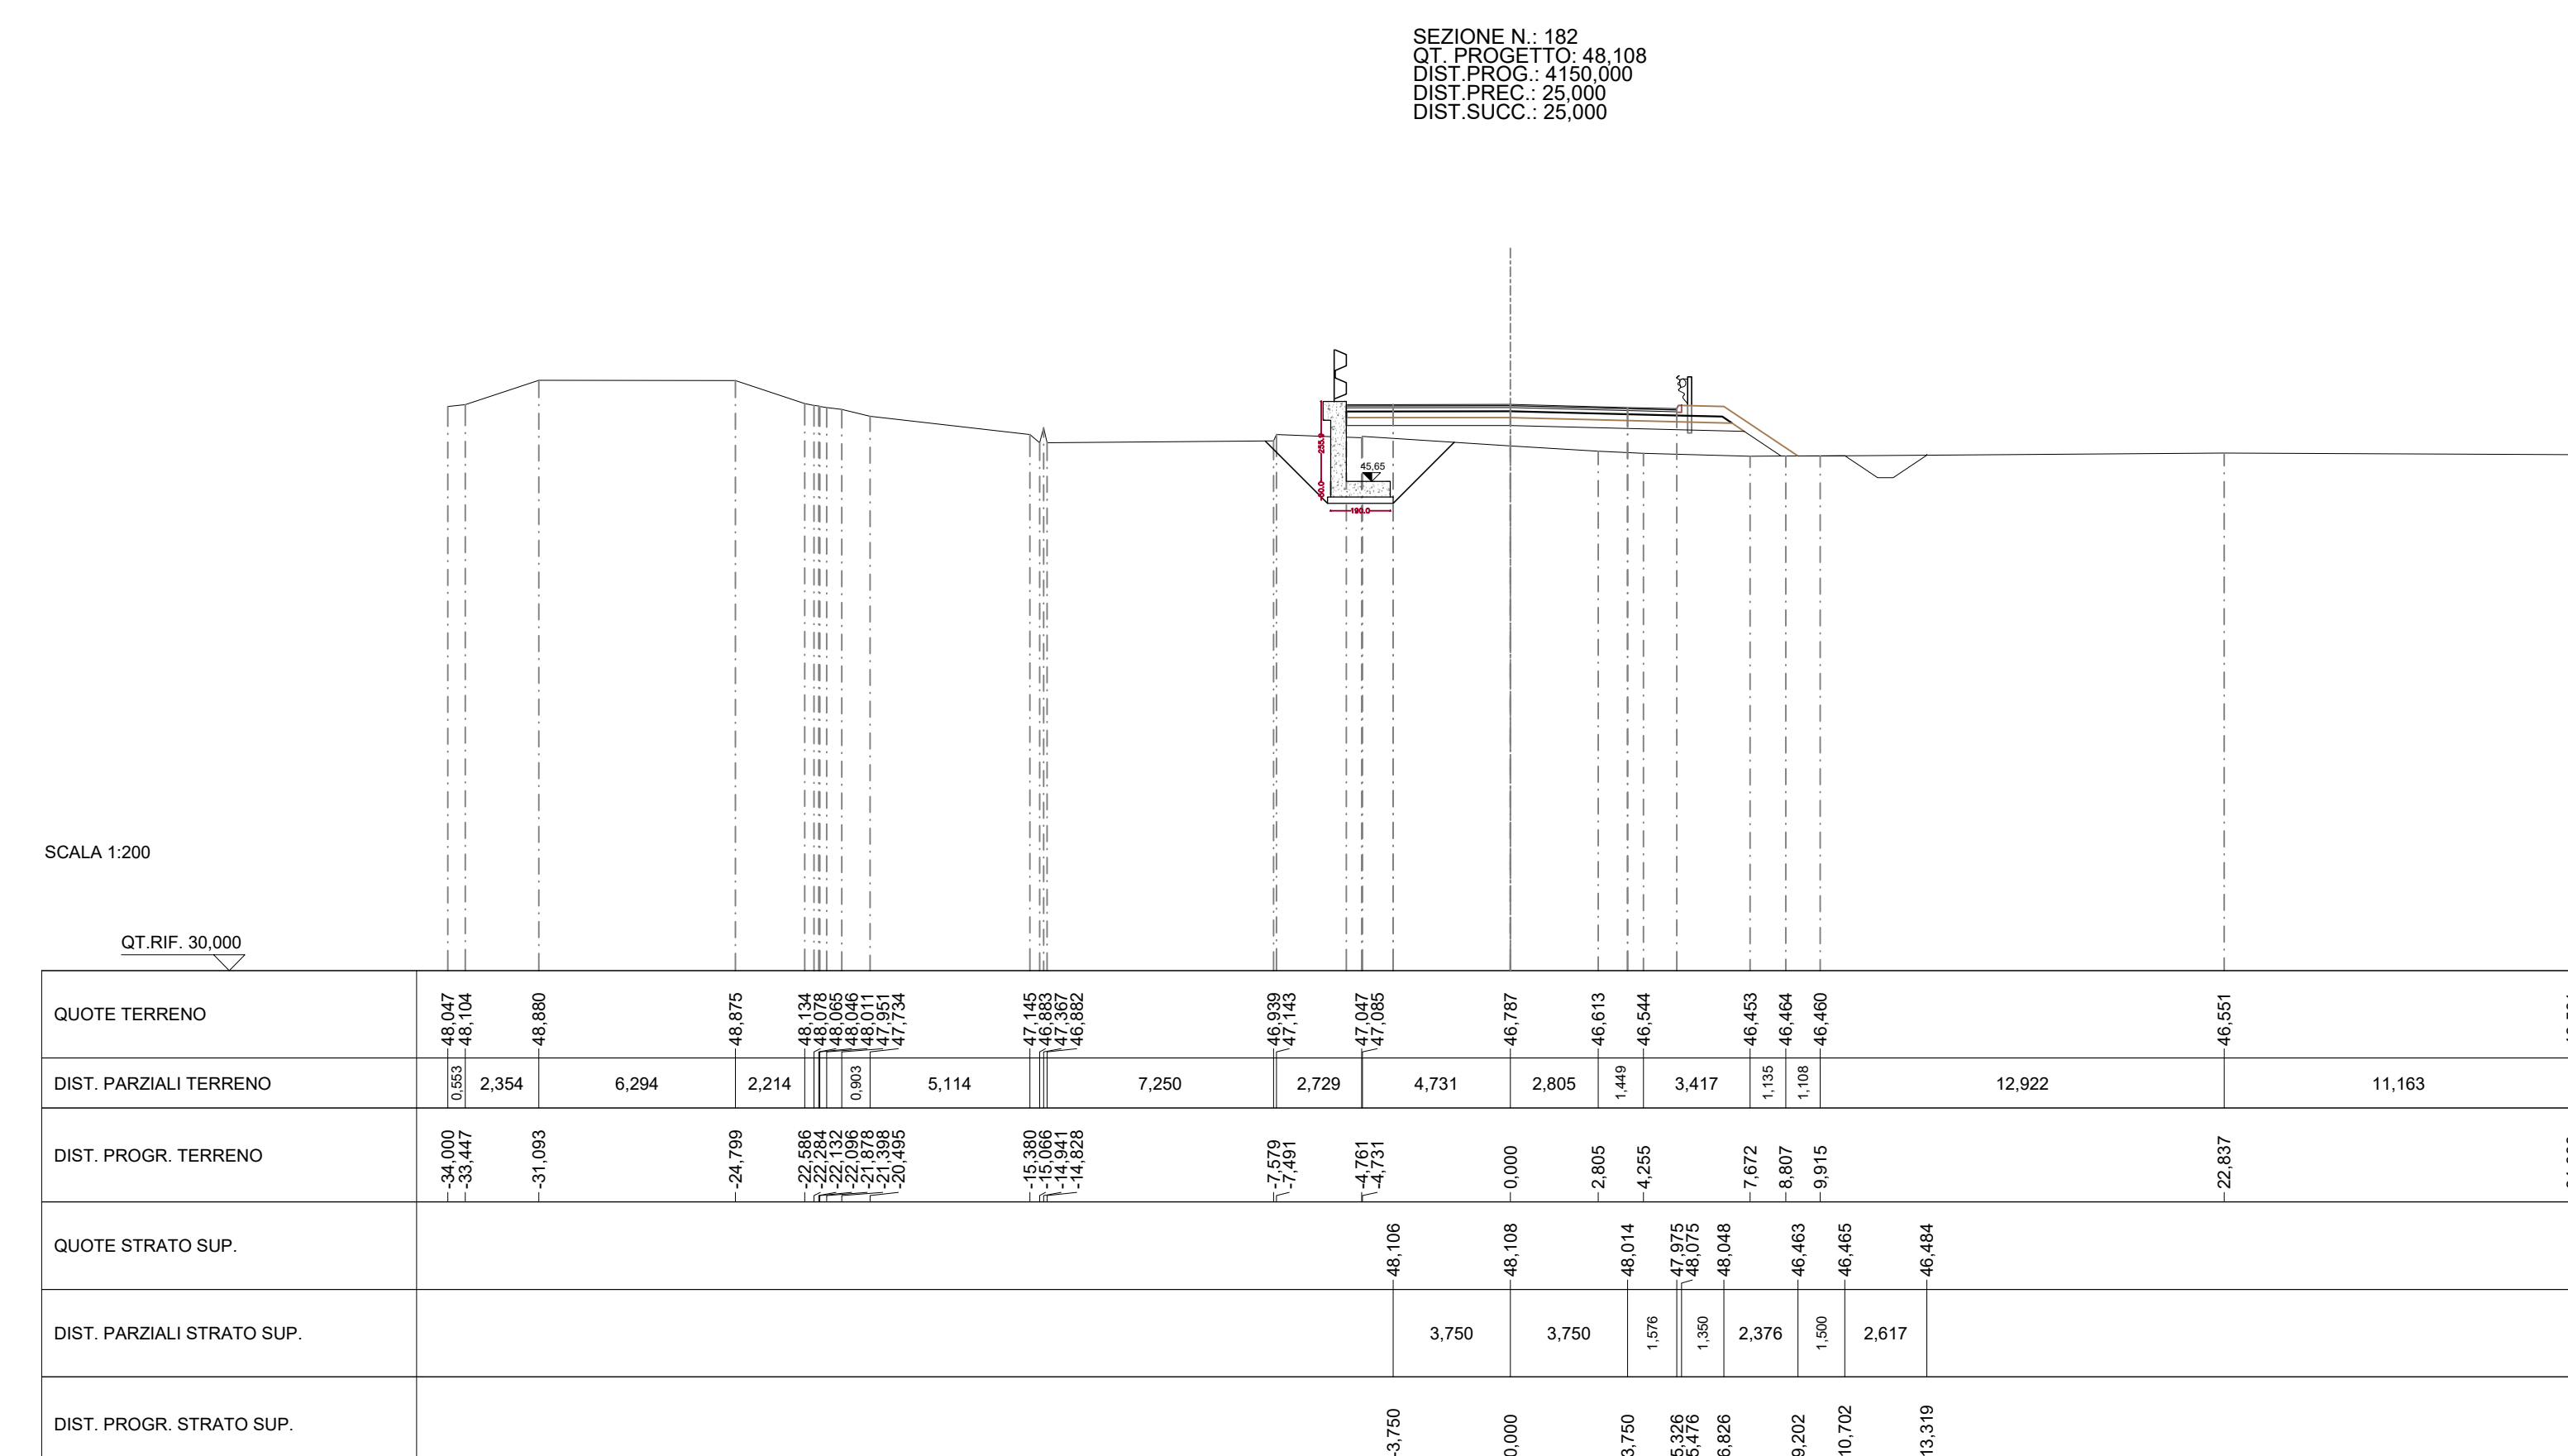 SEZIONE N.: 182
QT. PROGETTO: 48,108
DIST.PROG.: 4150,000
DIST.PREC.: 25,000
DIST.SUCC.: 25,000
255.0
45,65
50.0
190.0
SCALA 1:200
QT.RIF. 30,000
QUOTE TERRENO 48,047 48,104 48,880 48,875 48,134 48,078 48,065 48,046 48,011 47,951 47,734 47,145 46,883 47,367 46,882 46,939 47,143 47,047 47,085 46,787 46,613 46,544 46,453 46,464 46,460 46,551
DIST. PARZIALI TERRENO 0,553 2,354 6,294 2,214 0,903 5,114 7,250 2,729 4,731 2,805 1,449 3,417 1,135 1,108 12,922 11,163
DIST. PROGR. TERRENO -34,000 -33,447 -31,093 -24,799 -22,586 -22,284 -22,132 -22,096 -21,878 -21,398 -20,495 -15,380 -15,066 -14,941 -14,828 -7,579 -7,491 -4,761 -4,731 0,000 2,805 4,255 7,672 8,807 9,915 22,837
QUOTE STRATO SUP. 48,106 48,108 48,014 47,975 48,075 48,048 46,463 46,465 46,484
DIST. PARZIALI STRATO SUP. 3,750 3,750 1,576 1,350 2,376 1,500 2,617
DIST. PROGR. STRATO SUP. -3,750 0,000 3,750 5,326 5,476 6,826 9,202 10,702 13,319